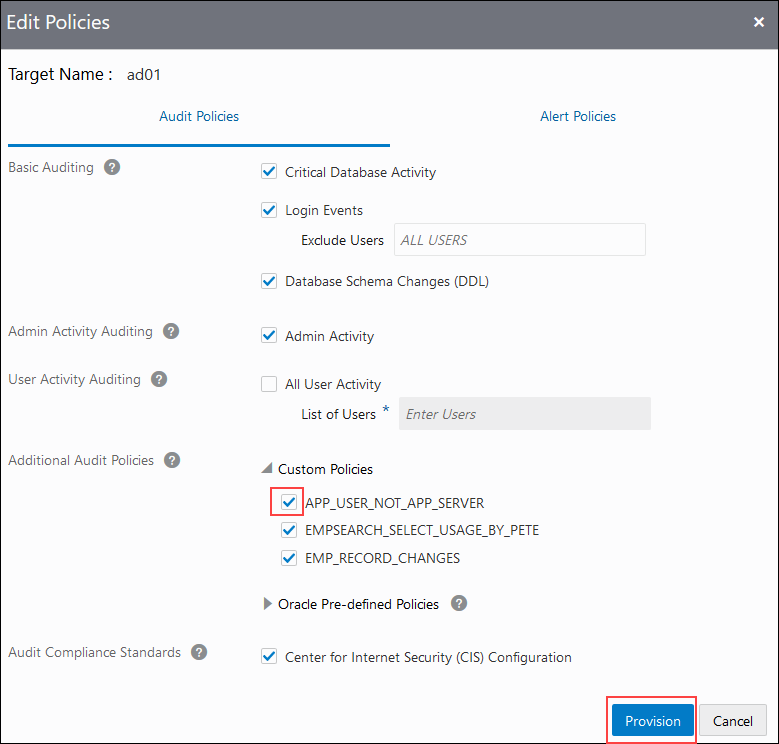 Edit Policies ×
Target Name : ad01
Audit Policies Alert Policies
Basic Auditing ? Critical Database Activity
Login Events
Exclude Users ALL USERS
Database Schema Changes (DDL)
Admin Activity Auditing ? Admin Activity
User Activity Auditing ? All User Activity
List of Users * Enter Users
Additional Audit Policies ? Custom Policies
APP_USER_NOT_APP_SERVER
EMPSEARCH_SELECT_USAGE_BY_PETE
EMP_RECORD_CHANGES
Oracle Pre-defined Policies ?
Audit Compliance Standards ? Center for Internet Security (CIS) Configuration
Provision Cancel